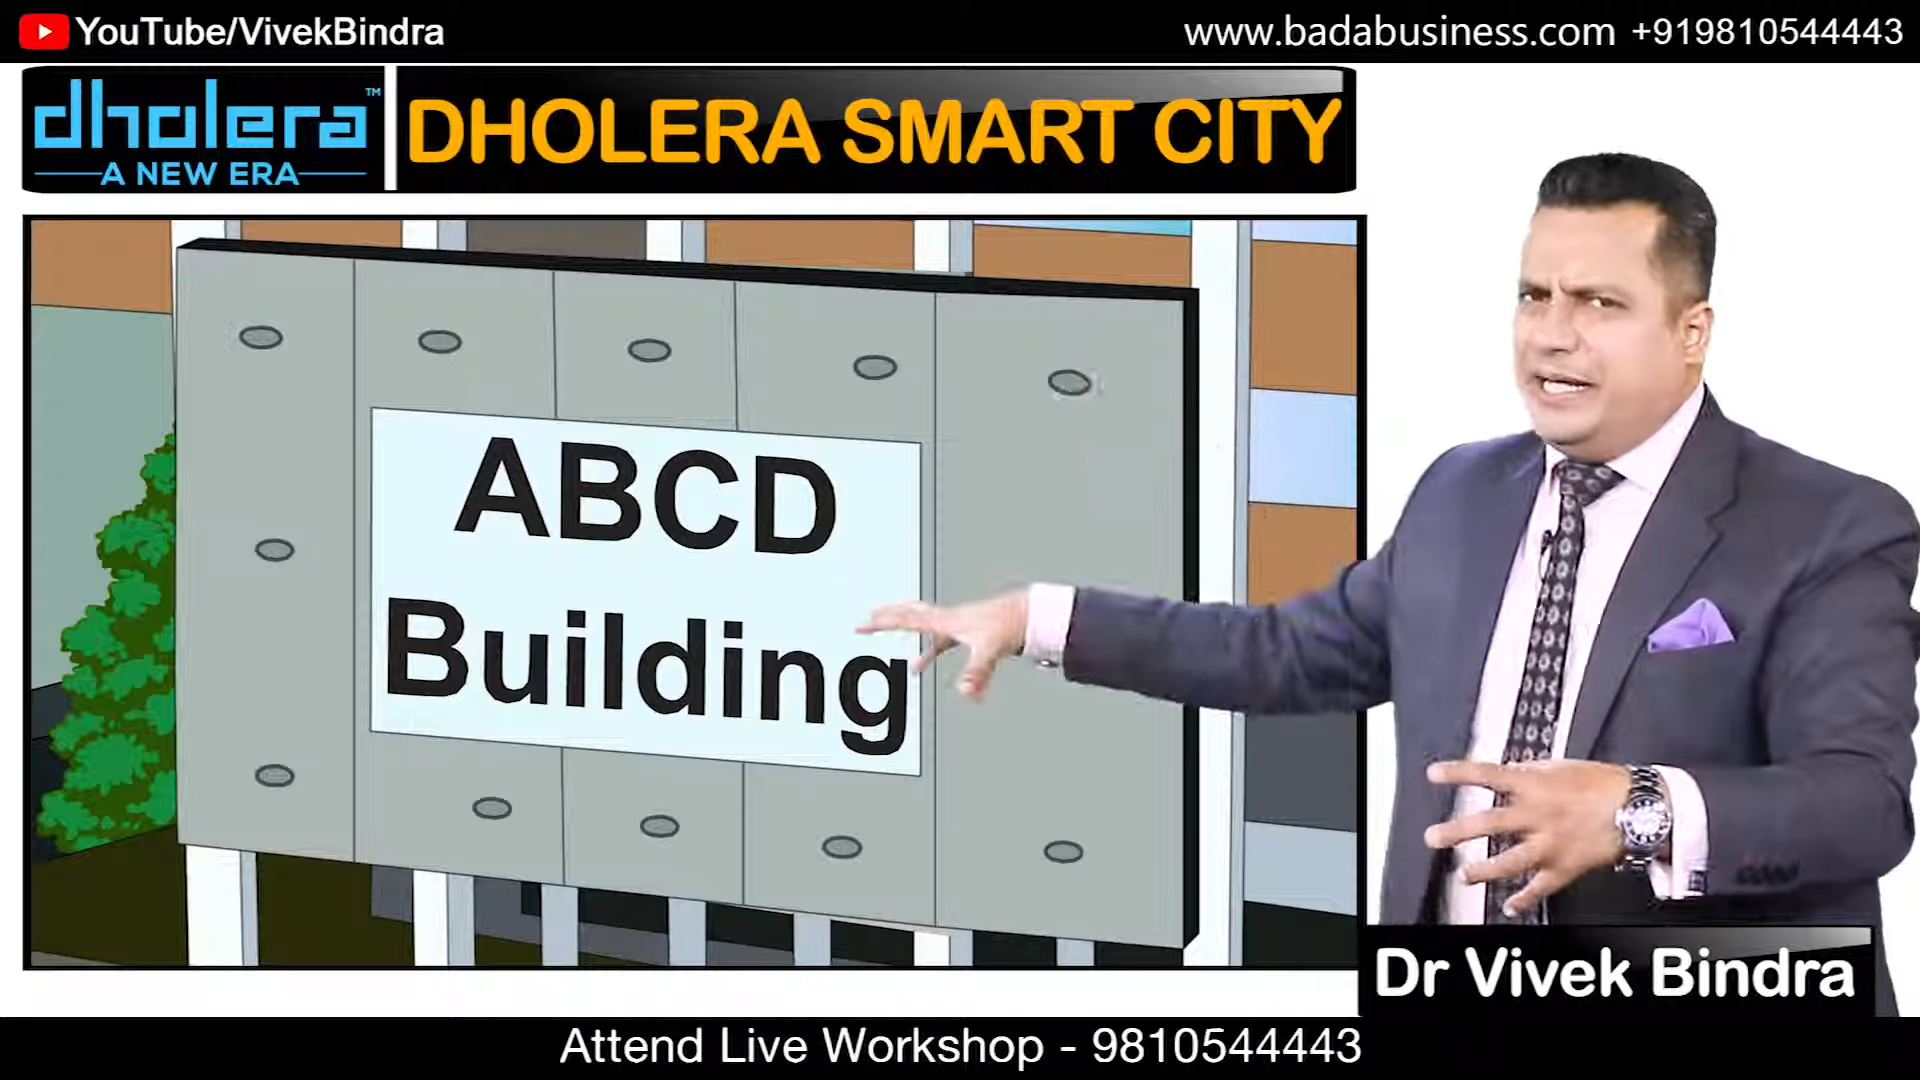 YouTube/VivekBindra
www.badabusiness.com +919810544443
dholera™
A NEW ERA
DHOLERA SMART CITY
ABCD
Building
Dr Vivek Bindra
Attend Live Workshop - 9810544443